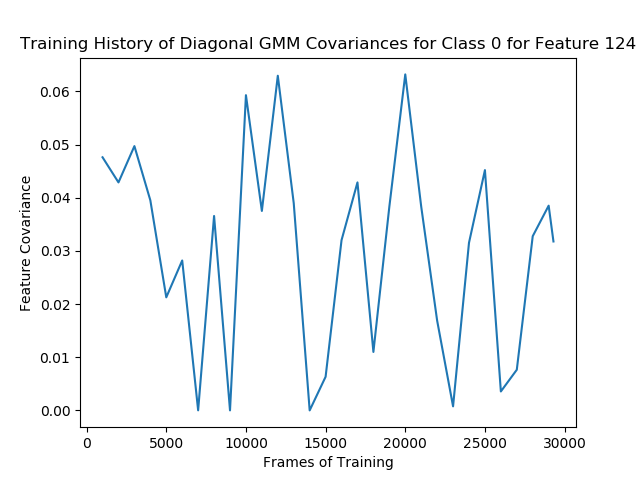 Training History of Diagonal GMM Covariances for Class 0 for Feature 124
0.06
0.05
0.04
0.03
0.02
0.01
0.00
Feature Covariance
0 5000 10000 15000 20000 25000 30000
Frames of Training